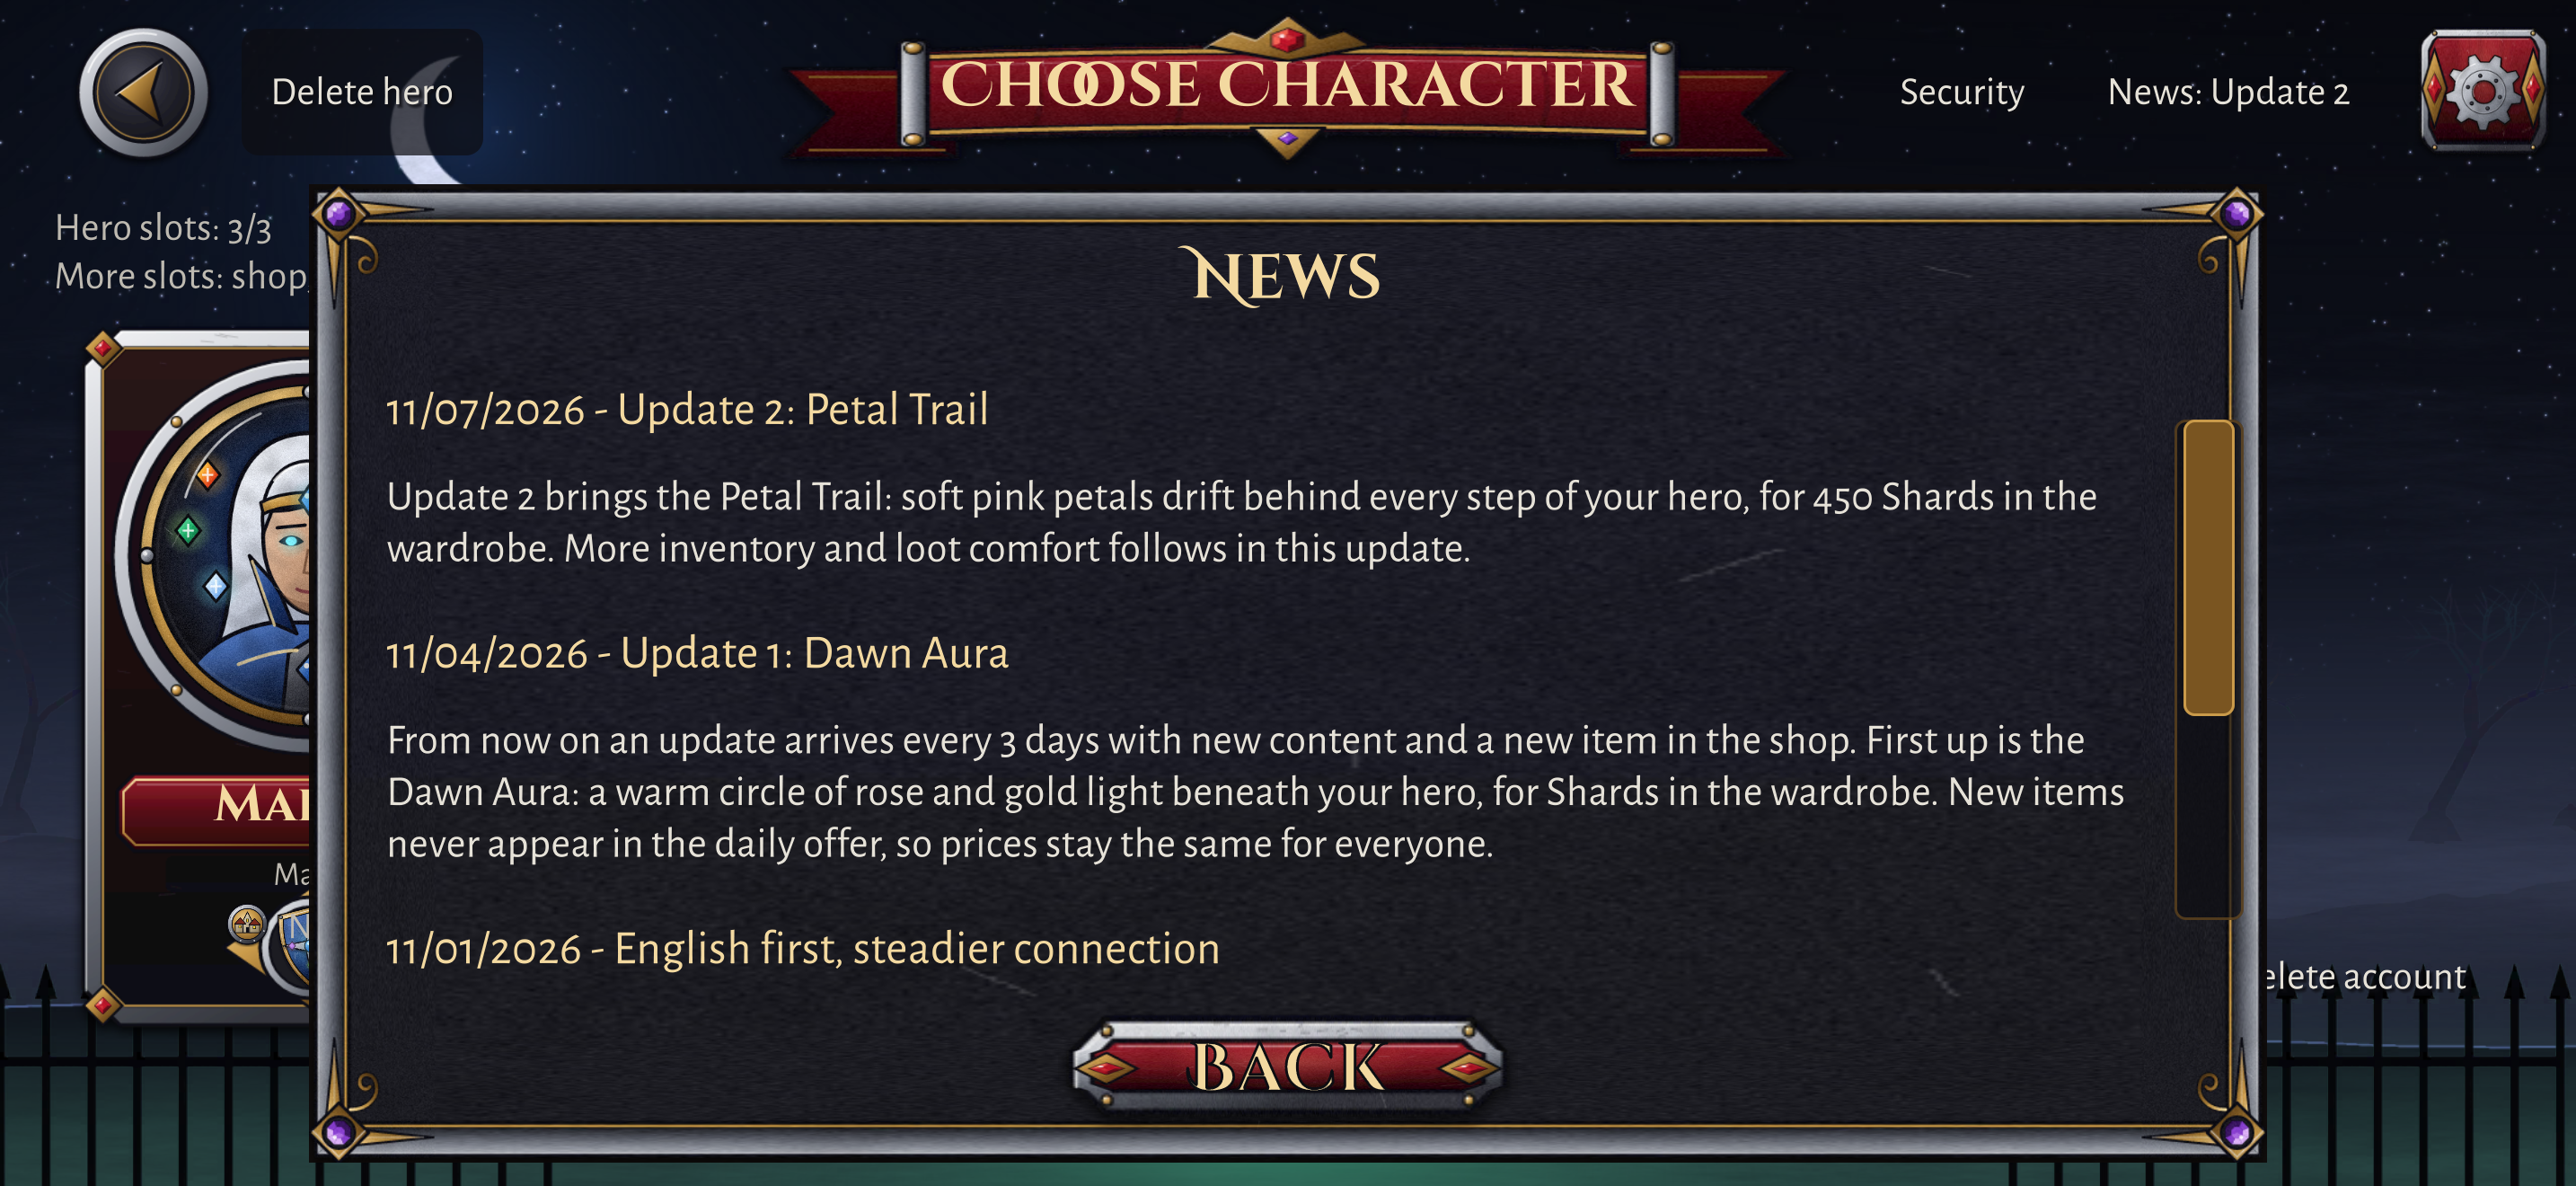 Delete hero
CHOOSE CHARACTER
Security
News: Update 2
Hero slots: 3/3
More slots: shop
NEWS
11/07/2026 - Update 2: Petal Trail
Update 2 brings the Petal Trail: soft pink petals drift behind every step of your hero, for 450 Shards in the
wardrobe. More inventory and loot comfort follows in this update.
11/04/2026 - Update 1: Dawn Aura
From now on an update arrives every 3 days with new content and a new item in the shop. First up is the
Dawn Aura: a warm circle of rose and gold light beneath your hero, for Shards in the wardrobe. New items
never appear in the daily offer, so prices stay the same for everyone.
11/01/2026 - English first, steadier connection
elete account
BACK